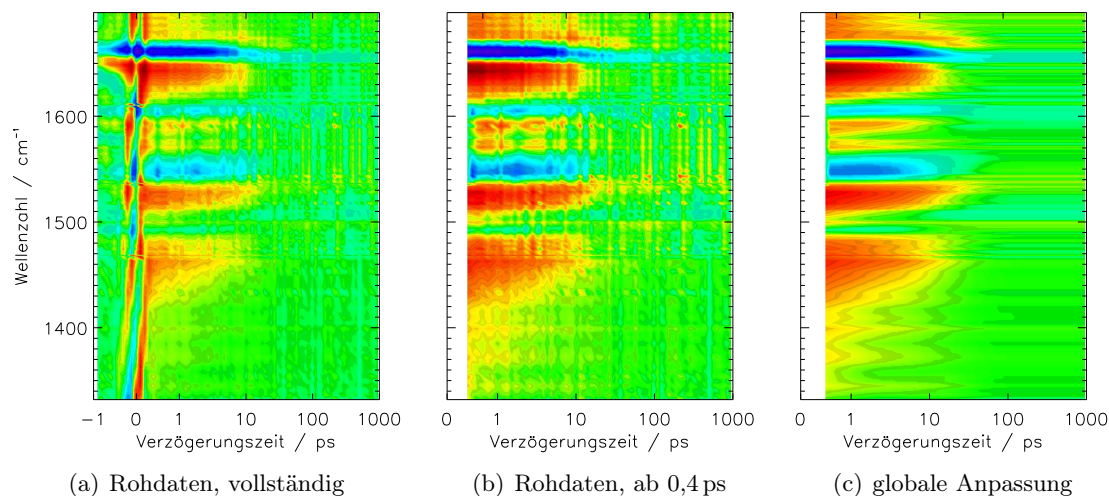 Wellenzahl / cm⁻¹
1600
1500
1400
−1 0 1 10 100 1000
Verzögerungszeit / ps
(a) Rohdaten, vollständig
0 1 10 100 1000
Verzögerungszeit / ps
(b) Rohdaten, ab 0,4 ps
0 1 10 100 1000
Verzögerungszeit / ps
(c) globale Anpassung